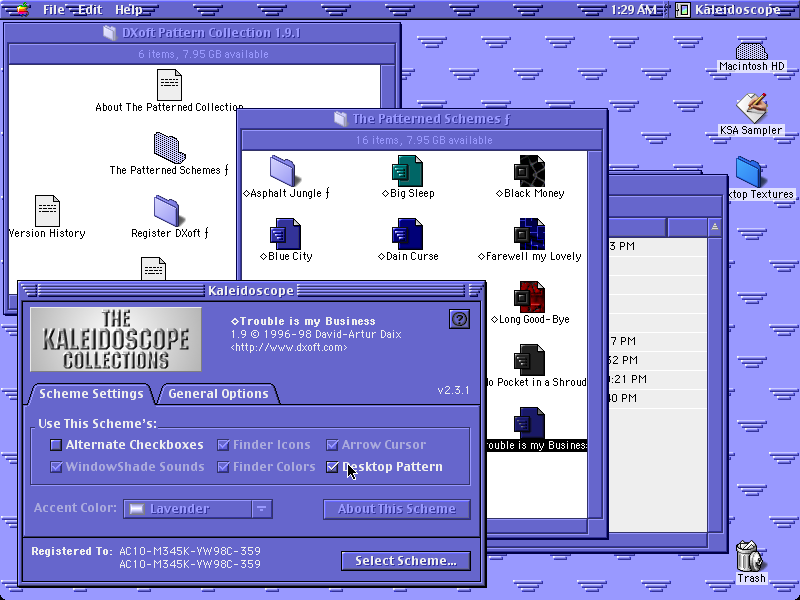 File Edit Help
1:29 AM
Kaleidoscope
DXoft Pattern Collection 1.9.1
6 items, 7.95 GB available
About The Patterned Collection
The Patterned Schemes ƒ
Version History
Register DXoft ƒ
The Patterned Schemes ƒ
16 items, 7.95 GB available
◇Asphalt Jungle ƒ
◇Big Sleep
◇Black Money
◇Blue City
◇Dain Curse
◇Farewell my Lovely
◇Long Good-Bye
No Pocket in a Shroud
Trouble is my Business
3 PM
7 PM
32 PM
0:21 PM
40 PM
Macintosh HD
KSA Sampler
ktop Textures
Trash
Kaleidoscope
THE
KALEIDOSCOPE
COLLECTIONS
◇Trouble is my Business
1.9 © 1996-98 David-Artur Daix
<http://www.dxoft.com>
?
v2.3.1
Scheme Settings
General Options
Use This Scheme's:
Alternate Checkboxes
Finder Icons
Arrow Cursor
WindowShade Sounds
Finder Colors
Desktop Pattern
Accent Color:
Lavender
About This Scheme
Registered To: AC10-M345K-YW98C-359
AC10-M345K-YW98C-359
Select Scheme...